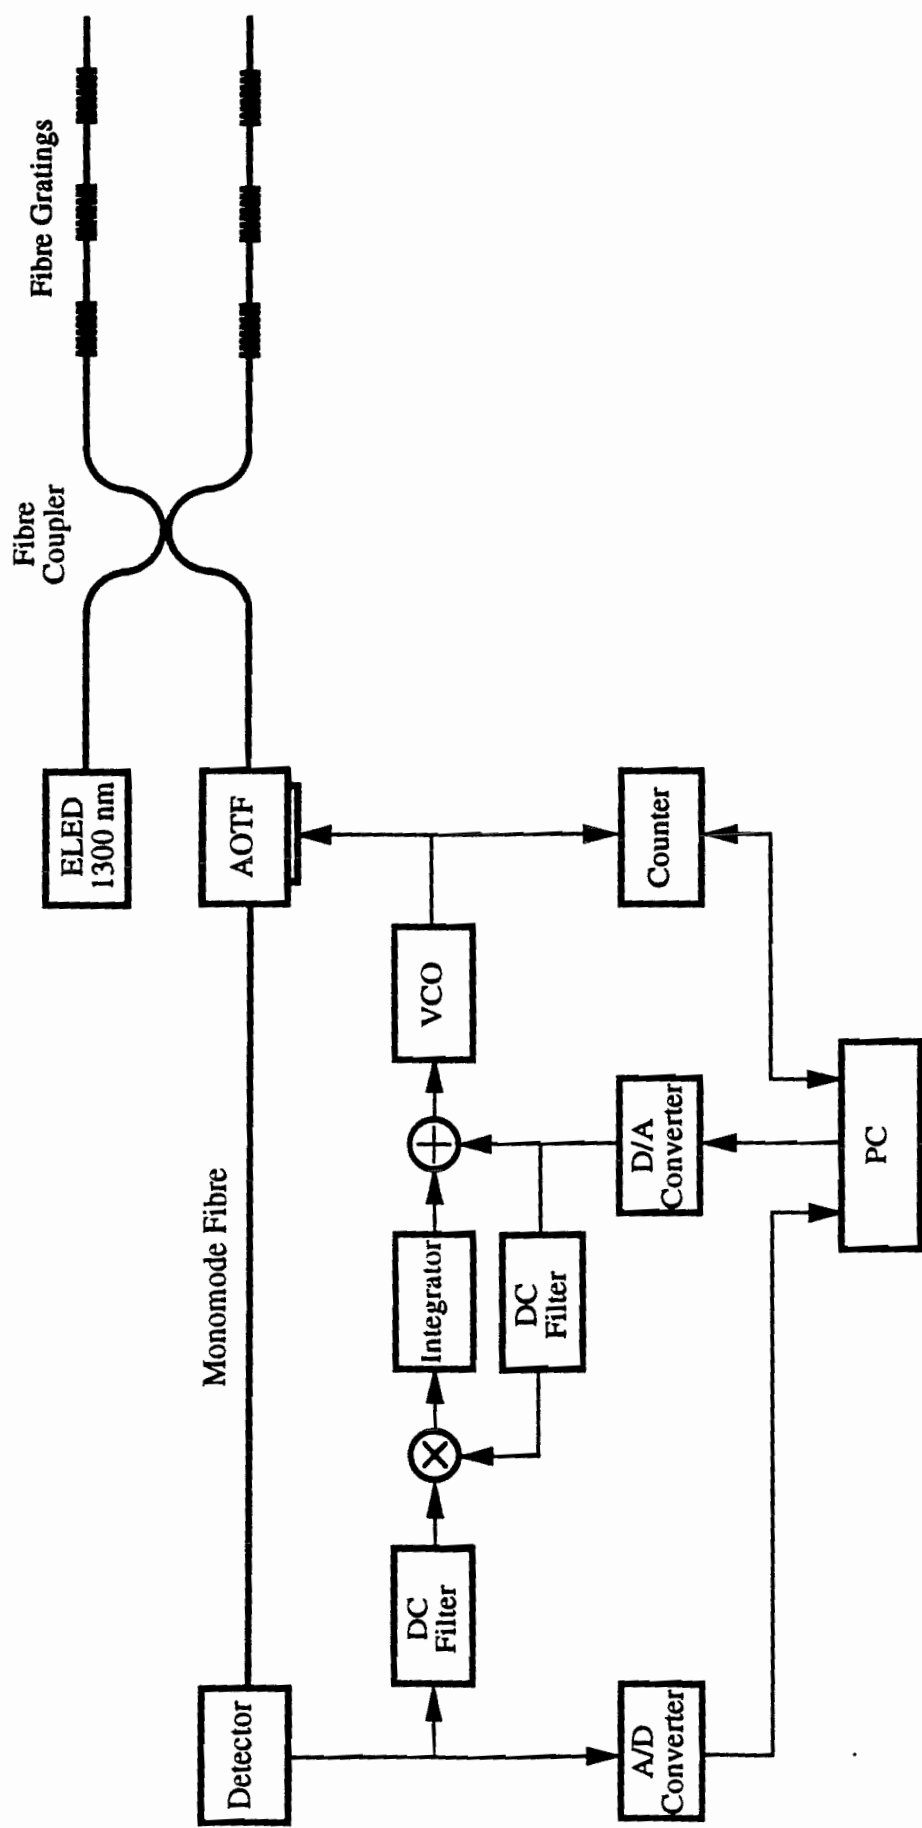 Fibre Gratings
Fibre
Coupler
ELED
1300 nm
AOTF
Monomode Fibre
Detector
VCO
Integrator
DC
Filter
DC
Filter
Counter
D/A
Converter
A/D
Converter
PC